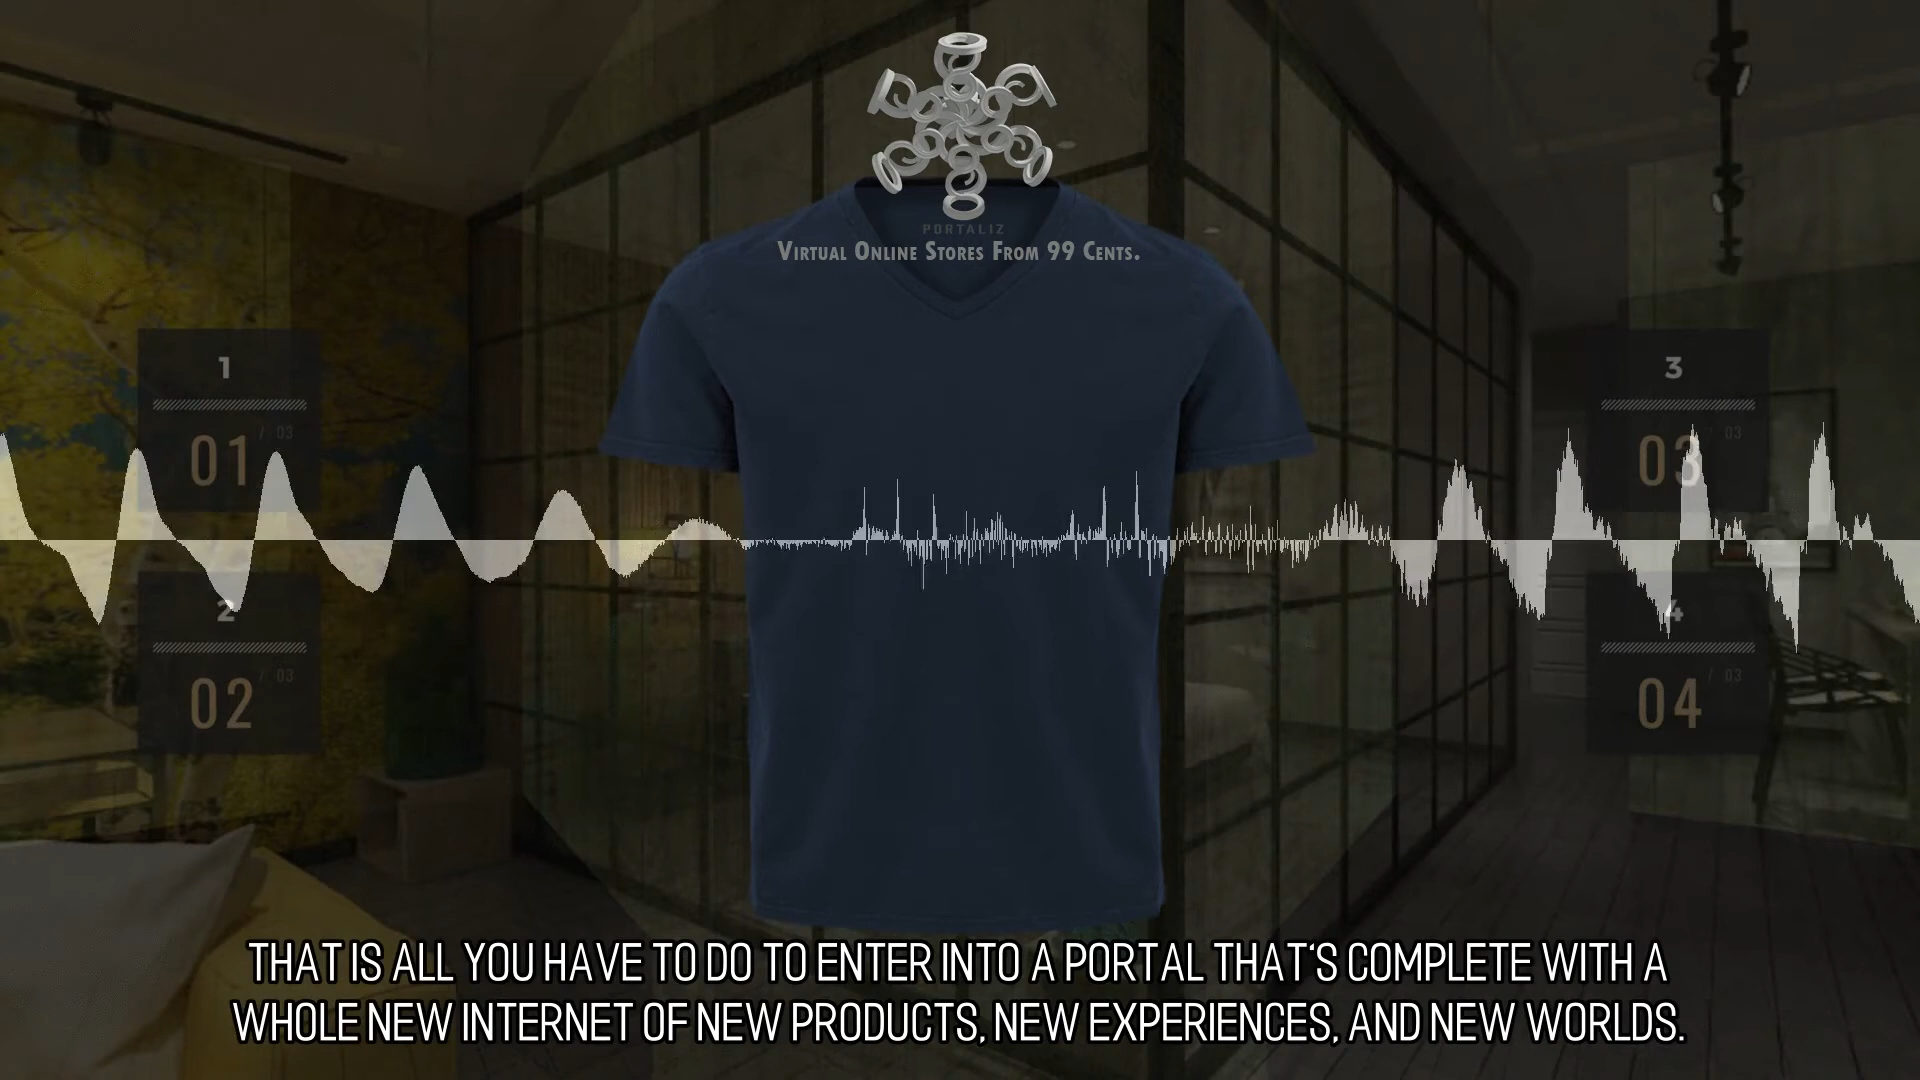 PORTALIZ
Virtual Online Stores From 99 Cents.
1
01 / 03
2
02 / 03
3
03 / 03
4
04 / 03
THAT IS ALL YOU HAVE TO DO TO ENTER INTO A PORTAL THAT'S COMPLETE WITH A
WHOLE NEW INTERNET OF NEW PRODUCTS, NEW EXPERIENCES, AND NEW WORLDS.